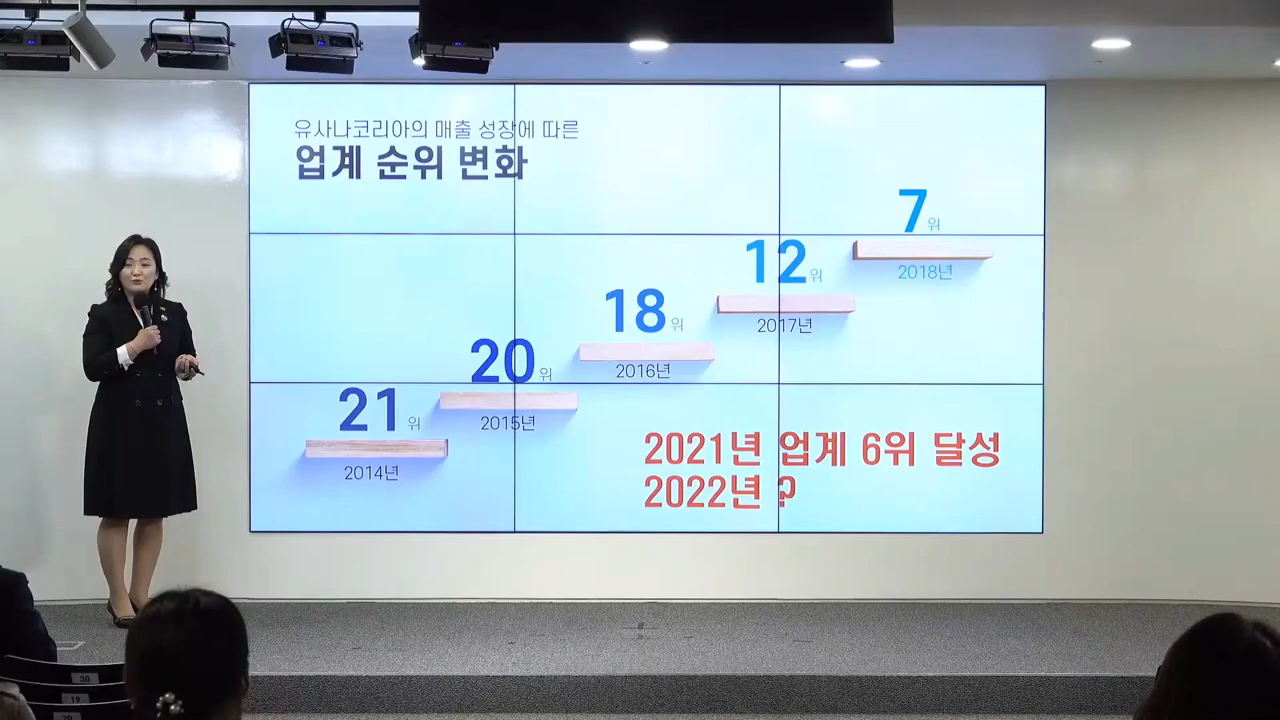 유사나코리아의 매출 성장에 따른
업계 순위 변화
7위
2018년
12위
2017년
18위
2016년
20위
2015년
21위
2014년
2021년 업계 6위 달성
2022년 ?
30
19
20